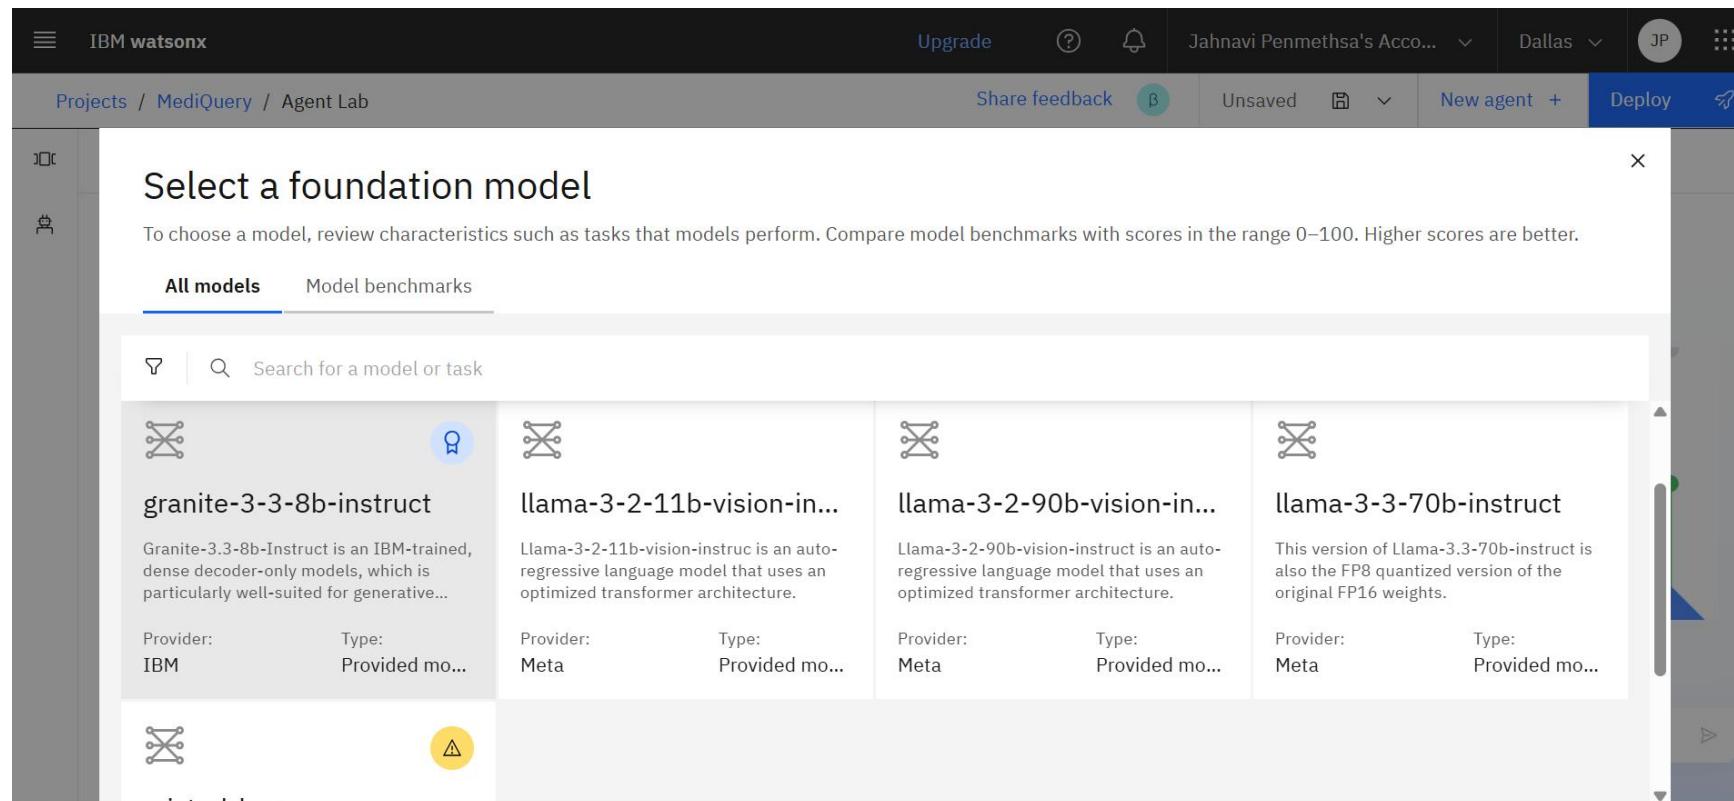 IBM watsonx
Upgrade
Jahnavi Penmethsa's Acco...
Dallas
JP
Projects / MediQuery / Agent Lab
Share feedback
β
Unsaved
New agent +
Deploy
Select a foundation model
To choose a model, review characteristics such as tasks that models perform. Compare model benchmarks with scores in the range 0–100. Higher scores are better.
All models
Model benchmarks
Search for a model or task
granite-3-3-8b-instruct
Granite-3.3-8b-Instruct is an IBM-trained,
dense decoder-only models, which is
particularly well-suited for generative...
Provider:
Type:
IBM
Provided mo...
llama-3-2-11b-vision-in...
Llama-3-2-11b-vision-instruc is an auto-
regressive language model that uses an
optimized transformer architecture.
Provider:
Type:
Meta
Provided mo...
llama-3-2-90b-vision-in...
Llama-3-2-90b-vision-instruct is an auto-
regressive language model that uses an
optimized transformer architecture.
Provider:
Type:
Meta
Provided mo...
llama-3-3-70b-instruct
This version of Llama-3.3-70b-instruct is
also the FP8 quantized version of the
original FP16 weights.
Provider:
Type:
Meta
Provided mo...